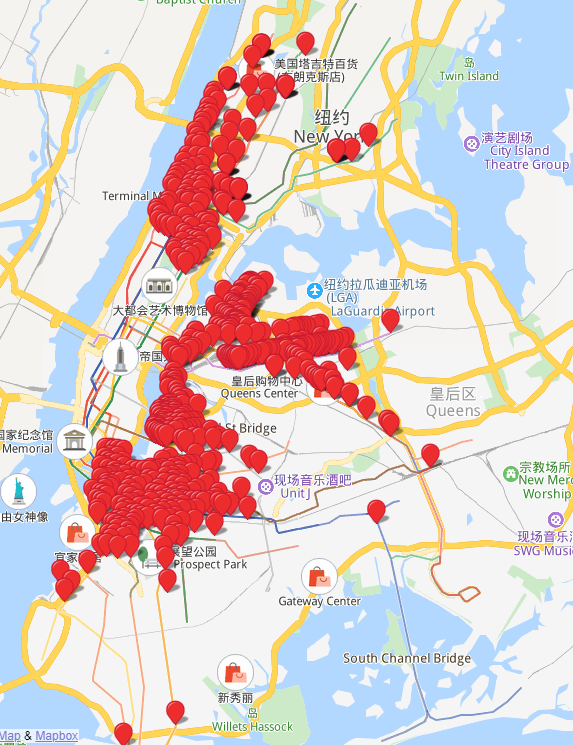 Baptist Church
美国塔吉特百货
(布朗克斯店)
岛
Twin Island
纽约
New York
演艺剧场
City Island
Theatre Group
Terminal M
纽约拉瓜迪亚机场
(LGA)
LaGuardia Airport
大都会艺术博物馆
帝国
皇后购物中心
Queens Center
皇后区
Queens
国家纪念馆
Memorial
St Bridge
现场音乐酒吧
Unit J
宗教场所
New Merc
Worship
由女神像
现场音乐
SWG Music
宜家
展望公园
Prospect Park
Gateway Center
South Channel Bridge
新秀丽
岛
Willets Hassock
Map & Mapbox